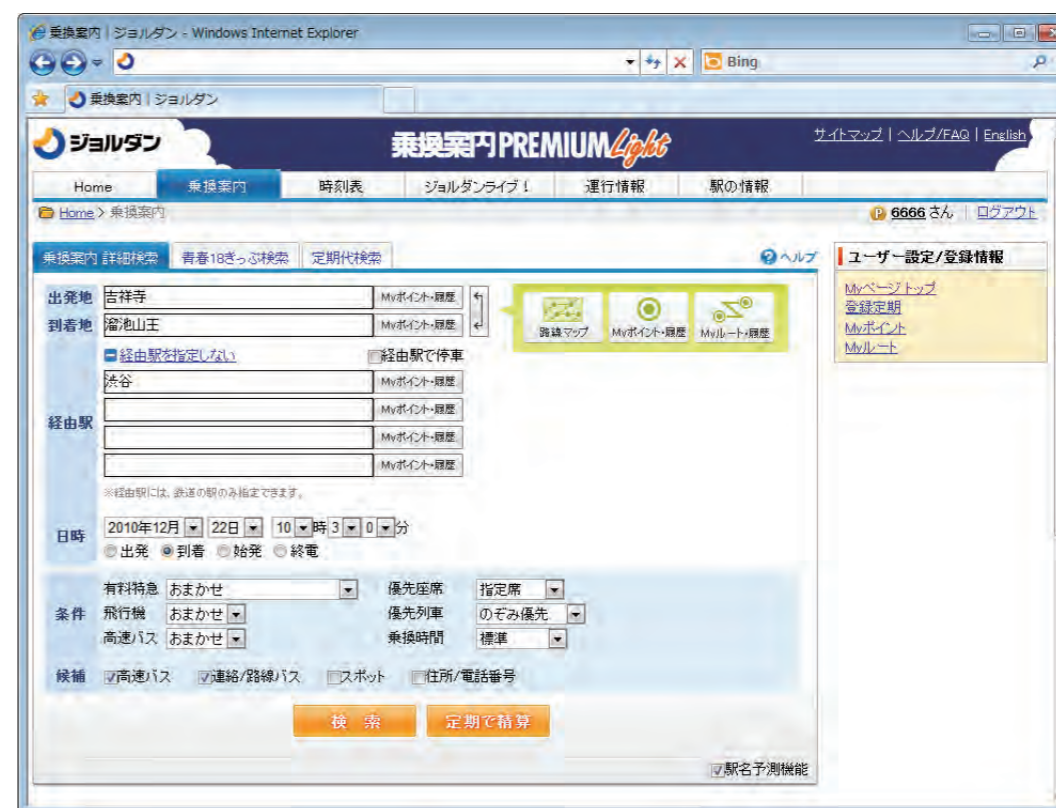 乗換案内 | ジョルダン - Windows Internet Explorer
Bing
乗換案内 | ジョルダン
ジョルダン 乗換案内PREMIUM Light サイトマップ | ヘルプ/FAQ | English
Home 乗換案内 時刻表 ジョルダンライブ! 運行情報 駅の情報
Home > 乗換案内 6666 さん | ログアウト
乗換案内 詳細検索 青春18きっぷ検索 定期代検索 ヘルプ
ユーザー設定/登録情報
Myページトップ
登録定期
Myポイント
Myルート
出発地 吉祥寺 Myポイント・履歴
到着地 溜池山王 Myポイント・履歴
路線マップ Myポイント・履歴 Myルート・履歴
経由駅を指定しない 経由駅で停車
経由駅
渋谷 Myポイント・履歴
Myポイント・履歴
Myポイント・履歴
Myポイント・履歴
※経由駅には、鉄道の駅のみ指定できます。
日時 2010年12月 22日 10 時 3 0 分
出発 到着 始発 終電
条件
有料特急 おまかせ 優先座席 指定席
飛行機 おまかせ 優先列車 のぞみ優先
高速バス おまかせ 乗換時間 標準
候補 高速バス 連絡/路線バス スポット 住所/電話番号
検 索 定期で精算
駅名予測機能